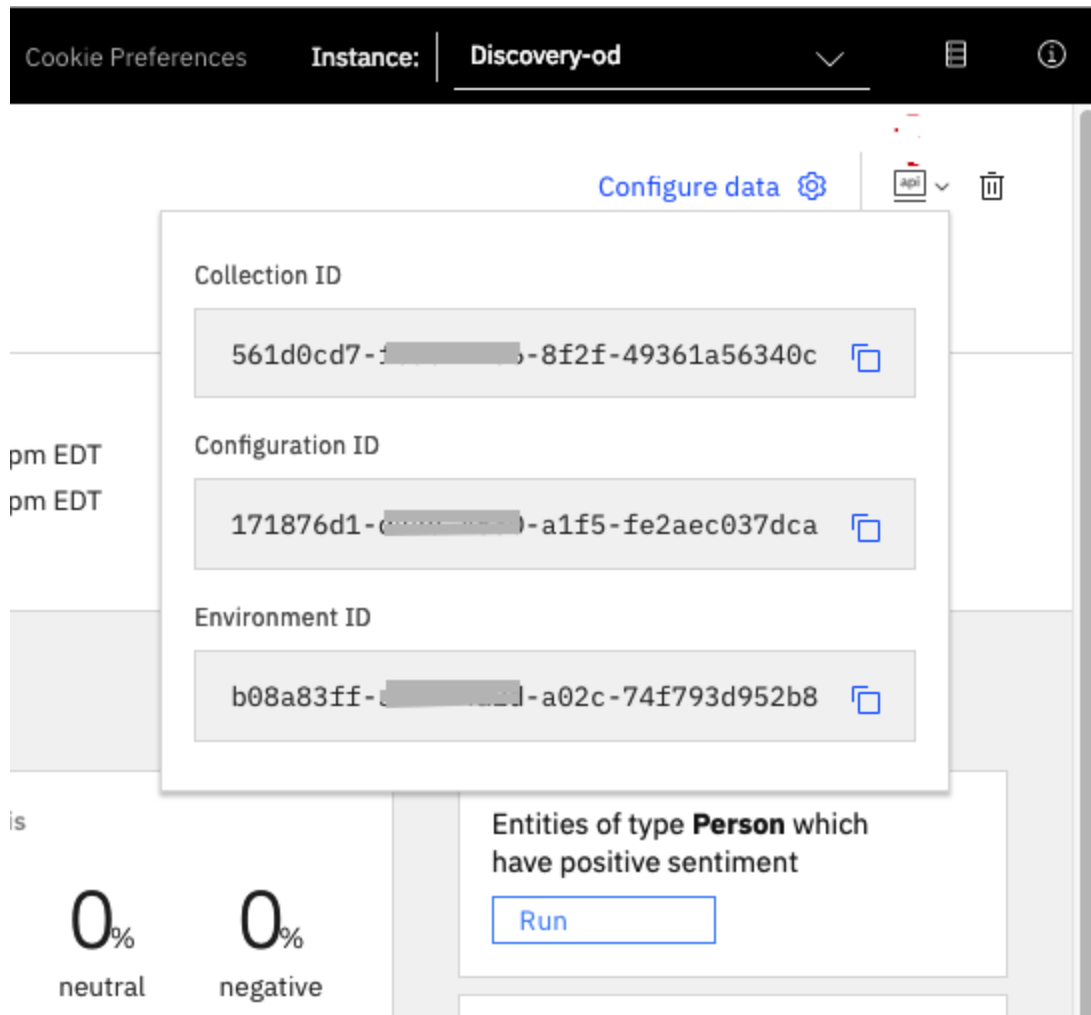 Cookie Preferences Instance: Discovery-od
Configure data api
Collection ID
561d0cd7- -8f2f-49361a56340c
pm EDT
Configuration ID
pm EDT
171876d1- -a1f5-fe2aec037dca
Environment ID
b08a83ff- -a02c-74f793d952b8
is
Entities of type Person which
have positive sentiment
0% 0%
Run
neutral negative